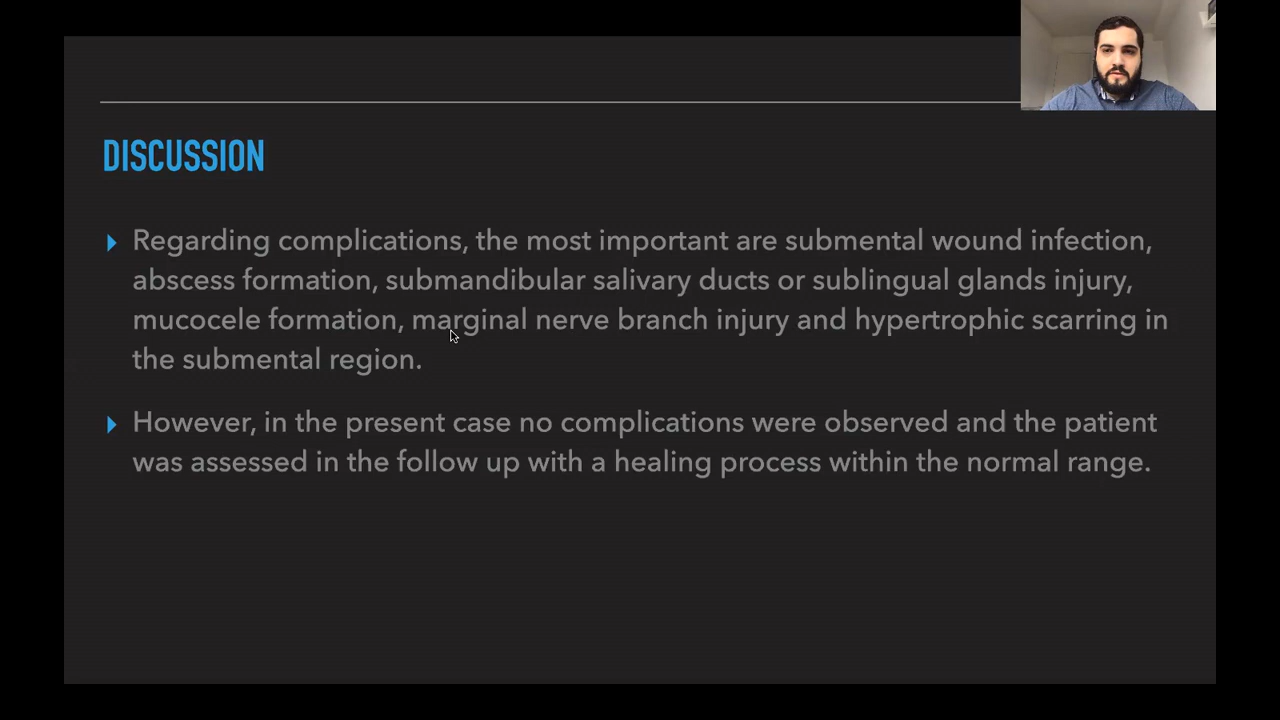 DISCUSSION
Regarding complications, the most important are submental wound infection,
abscess formation, submandibular salivary ducts or sublingual glands injury,
mucocele formation, marginal nerve branch injury and hypertrophic scarring in
the submental region.
However, in the present case no complications were observed and the patient
was assessed in the follow up with a healing process within the normal range.